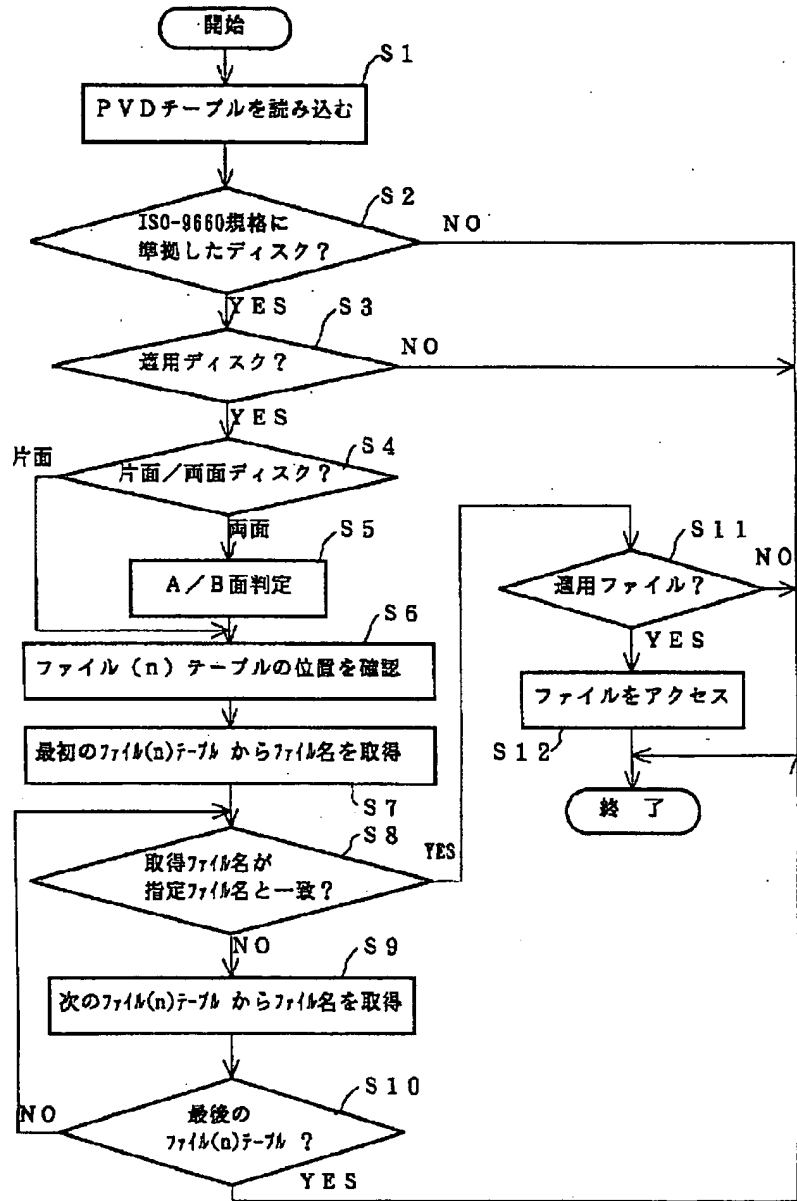 開始
S1
PVDテーブルを読み込む
S2
ISO-9660規格に
準拠したディスク?
NO
YES
S3
適用ディスク?
NO
YES
S4
片面
片面/両面ディスク?
両面
S5
A/B面判定
S6
ファイル(n)テーブルの位置を確認
最初のファイル(n)テーブル からファイル名を取得
S7
S8
取得ファイル名が
指定ファイル名と一致?
YES
NO
S9
次のファイル(n)テーブル からファイル名を取得
S10
最後の
ファイル(n)テーブル ?
NO
YES
S11
適用ファイル?
NO
YES
ファイルをアクセス
S12
終 了